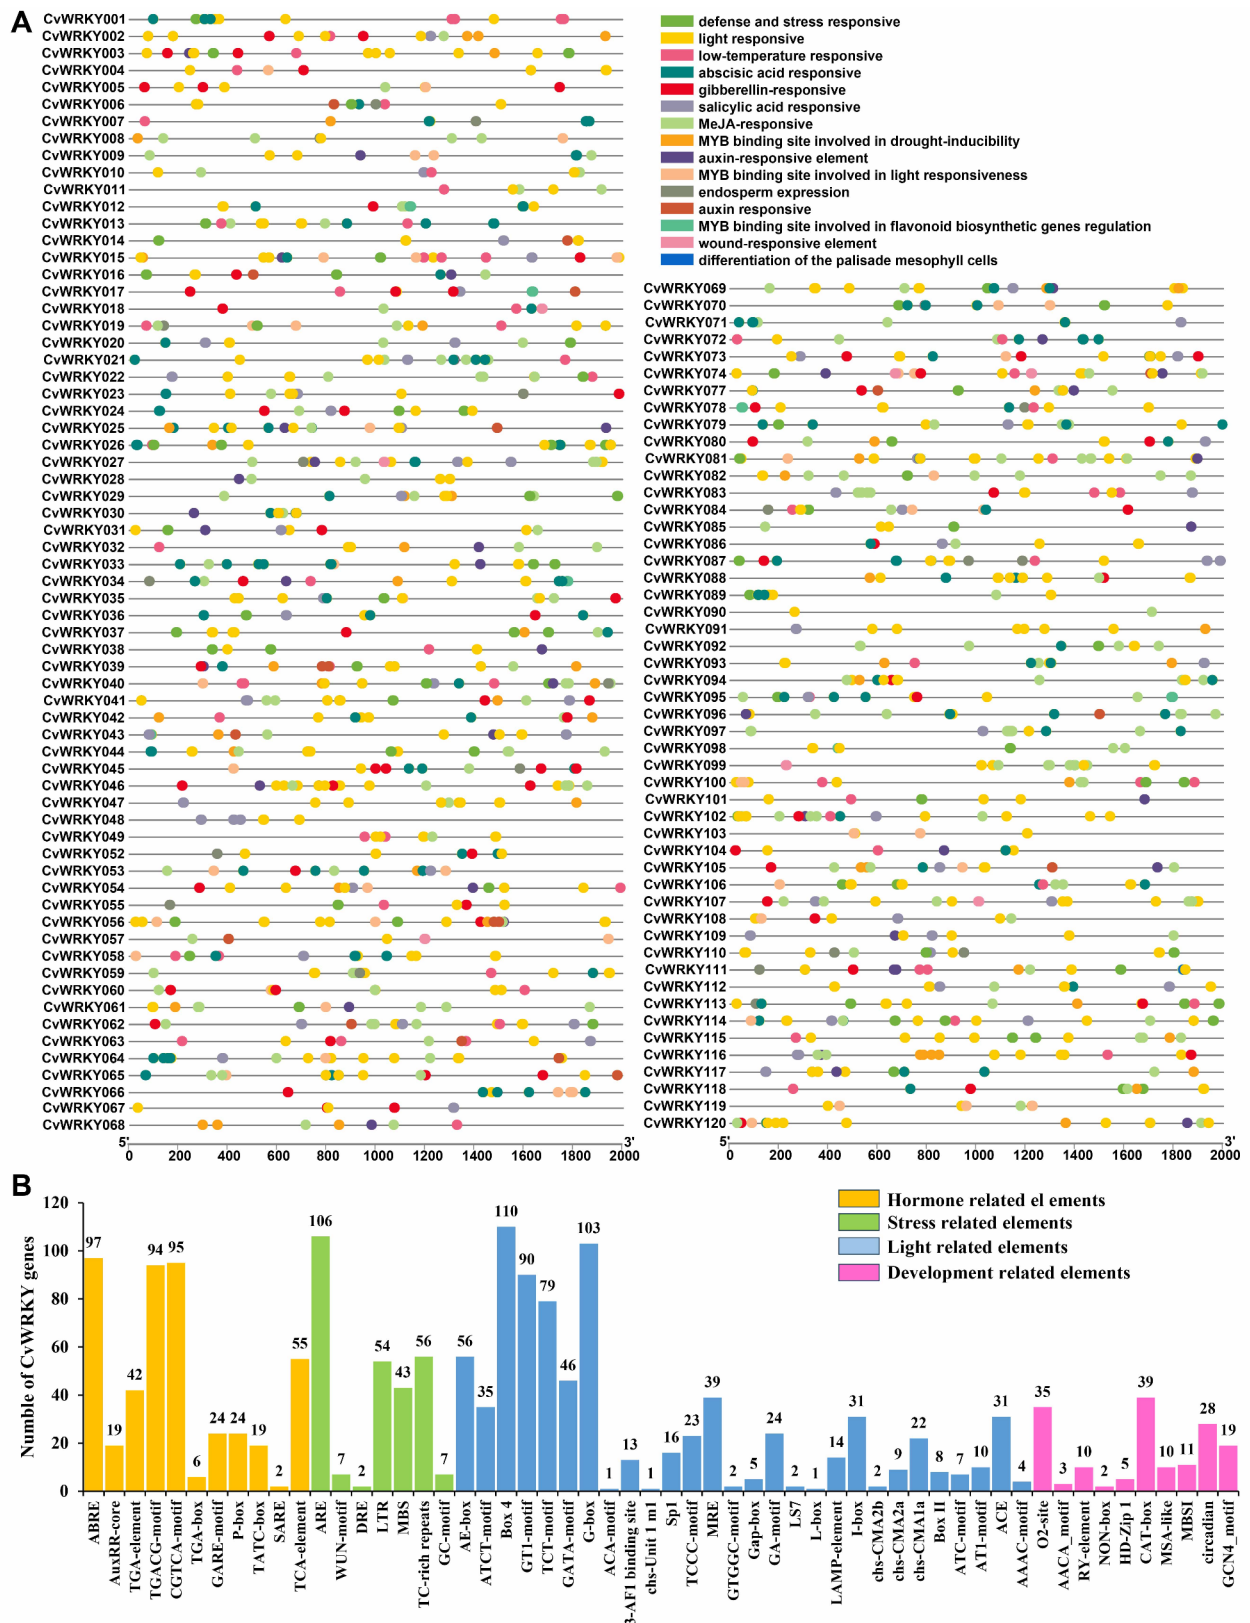 A
CvWRKY001
CvWRKY002
CvWRKY003
CvWRKY004
CvWRKY005
CvWRKY006
CvWRKY007
CvWRKY008
CvWRKY009
CvWRKY010
CvWRKY011
CvWRKY012
CvWRKY013
CvWRKY014
CvWRKY015
CvWRKY016
CvWRKY017
CvWRKY018
CvWRKY019
CvWRKY020
CvWRKY021
CvWRKY022
CvWRKY023
CvWRKY024
CvWRKY025
CvWRKY026
CvWRKY027
CvWRKY028
CvWRKY029
CvWRKY030
CvWRKY031
CvWRKY032
CvWRKY033
CvWRKY034
CvWRKY035
CvWRKY036
CvWRKY037
CvWRKY038
CvWRKY039
CvWRKY040
CvWRKY041
CvWRKY042
CvWRKY043
CvWRKY044
CvWRKY045
CvWRKY046
CvWRKY047
CvWRKY048
CvWRKY049
CvWRKY052
CvWRKY053
CvWRKY054
CvWRKY055
CvWRKY056
CvWRKY057
CvWRKY058
CvWRKY059
CvWRKY060
CvWRKY061
CvWRKY062
CvWRKY063
CvWRKY064
CvWRKY065
CvWRKY066
CvWRKY067
CvWRKY068
5' 3'
0 200 400 600 800 1000 1200 1400 1600 1800 2000
defense and stress responsive
light responsive
low-temperature responsive
abscisic acid responsive
gibberellin-responsive
salicylic acid responsive
MeJA-responsive
MYB binding site involved in drought-inducibility
auxin-responsive element
MYB binding site involved in light responsiveness
endosperm expression
auxin responsive
MYB binding site involved in flavonoid biosynthetic genes regulation
wound-responsive element
differentiation of the palisade mesophyll cells
CvWRKY069
CvWRKY070
CvWRKY071
CvWRKY072
CvWRKY073
CvWRKY074
CvWRKY077
CvWRKY078
CvWRKY079
CvWRKY080
CvWRKY081
CvWRKY082
CvWRKY083
CvWRKY084
CvWRKY085
CvWRKY086
CvWRKY087
CvWRKY088
CvWRKY089
CvWRKY090
CvWRKY091
CvWRKY092
CvWRKY093
CvWRKY094
CvWRKY095
CvWRKY096
CvWRKY097
CvWRKY098
CvWRKY099
CvWRKY100
CvWRKY101
CvWRKY102
CvWRKY103
CvWRKY104
CvWRKY105
CvWRKY106
CvWRKY107
CvWRKY108
CvWRKY109
CvWRKY110
CvWRKY111
CvWRKY112
CvWRKY113
CvWRKY114
CvWRKY115
CvWRKY116
CvWRKY117
CvWRKY118
CvWRKY119
CvWRKY120
5' 3'
0 200 400 600 800 1000 1200 1400 1600 1800 2000
B
Numble of CvWRKY genes
120
100
80
60
40
20
0
Hormone related el ements
Stress related elements
Light related elements
Development related elements
97 19 42 94 95 6 24 24 19 2 55 106 7 2 54 43 56 7 56 35 110 90 79 46 103 1 13 1 16 23 39 2 5 24 2 1 14 31 2 9 22 8 7 10 31 4 35 3 10 2 5 39 10 11 28 19
ABRE
AuxRR-core
TGA-element
TGACG-motif
CGTCA-motif
TGA-box
GARE-motif
P-box
TATC-box
SARE
TCA-element
ARE
WUN-motif
DRE
LTR
MBS
TC-rich repeats
GC-motif
AE-box
ATCT-motif
Box 4
GT1-motif
TCT-motif
GATA-motif
G-box
ACA-motif
3-AF1 binding site
chs-Unit 1 m1
Sp1
TCCC-motif
MRE
GTGGC-motif
Gap-box
GA-motif
LS7
L-box
LAMP-element
I-box
chs-CMA2b
chs-CMA2a
chs-CMA1a
Box II
ATC-motif
AT1-motif
ACE
AAAC-motif
O2-site
AACA_motif
RY-element
NON-box
HD-Zip 1
CAT-box
MSA-like
MBSI
circadian
GCN4_motif